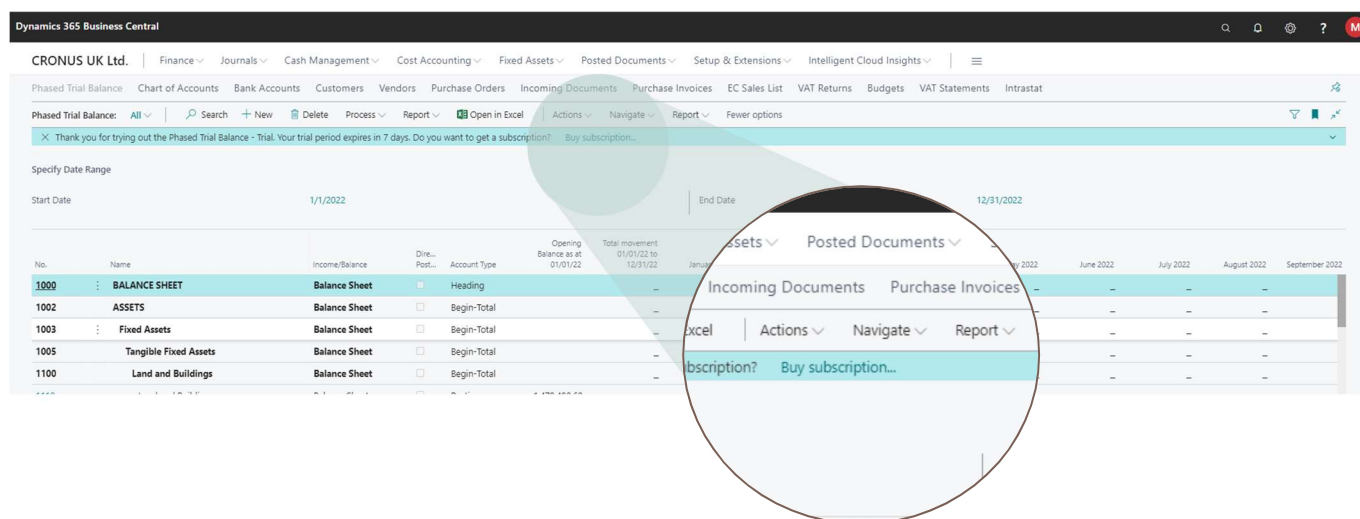 Dynamics 365 Business Central
?
M
CRONUS UK Ltd. Finance Journals Cash Management Cost Accounting Fixed Assets Posted Documents Setup & Extensions Intelligent Cloud Insights
Phased Trial Balance Chart of Accounts Bank Accounts Customers Vendors Purchase Orders Incoming Documents Purchase Invoices EC Sales List VAT Returns Budgets VAT Statements Intrastat
Phased Trial Balance: All Search + New Delete Process Report Open in Excel Actions Navigate Report Fewer options
Thank you for trying out the Phased Trial Balance - Trial. Your trial period expires in 7 days. Do you want to get a subscription? Buy subscription...
Specify Date Range
Start Date 1/1/2022 End Date 12/31/2022
No. Name Income/Balance Dire... Post... Account Type Opening Balance as at 01/01/22 Total movement 01/01/22 to 12/31/22 2022 June 2022 July 2022 August 2022 September 2022
1000 BALANCE SHEET Balance Sheet Heading _ _ _ _ _
1002 ASSETS Balance Sheet Begin-Total _ _ _ _
1003 Fixed Assets Balance Sheet Begin-Total _ _ _ _
1005 Tangible Fixed Assets Balance Sheet Begin-Total _ _ _ _
1100 Land and Buildings Balance Sheet Begin-Total _ _ _ _
ssets Posted Documents
Incoming Documents Purchase Invoices
Excel Actions Navigate Report
bscription? Buy subscription...